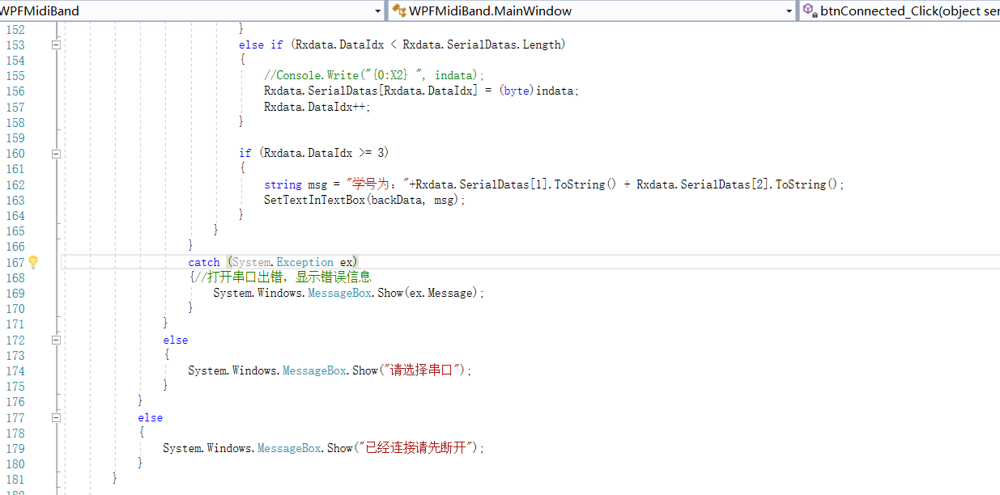 WPFMidiBand WPFMidiBand.MainWindow btnConnected_Click(object ser
152 }
153 else if (Rxdata.DataIdx < Rxdata.SerialDatas.Length)
154 {
155 //Console.Write("{0:X2} ", indata);
156 Rxdata.SerialDatas[Rxdata.DataIdx] = (byte)indata;
157 Rxdata.DataIdx++;
158 }
159
160 if (Rxdata.DataIdx >= 3)
161 {
162 string msg = "学号为："+Rxdata.SerialDatas[1].ToString() + Rxdata.SerialDatas[2].ToString();
163 SetTextInTextBox(backData, msg);
164 }
165 }
166 }
167 catch (System.Exception ex)
168 {//打开串口出错，显示错误信息
169 System.Windows.MessageBox.Show(ex.Message);
170 }
171 }
172 else
173 {
174 System.Windows.MessageBox.Show("请选择串口");
175 }
176 }
177 else
178 {
179 System.Windows.MessageBox.Show("已经连接请先断开");
180 }
181 }